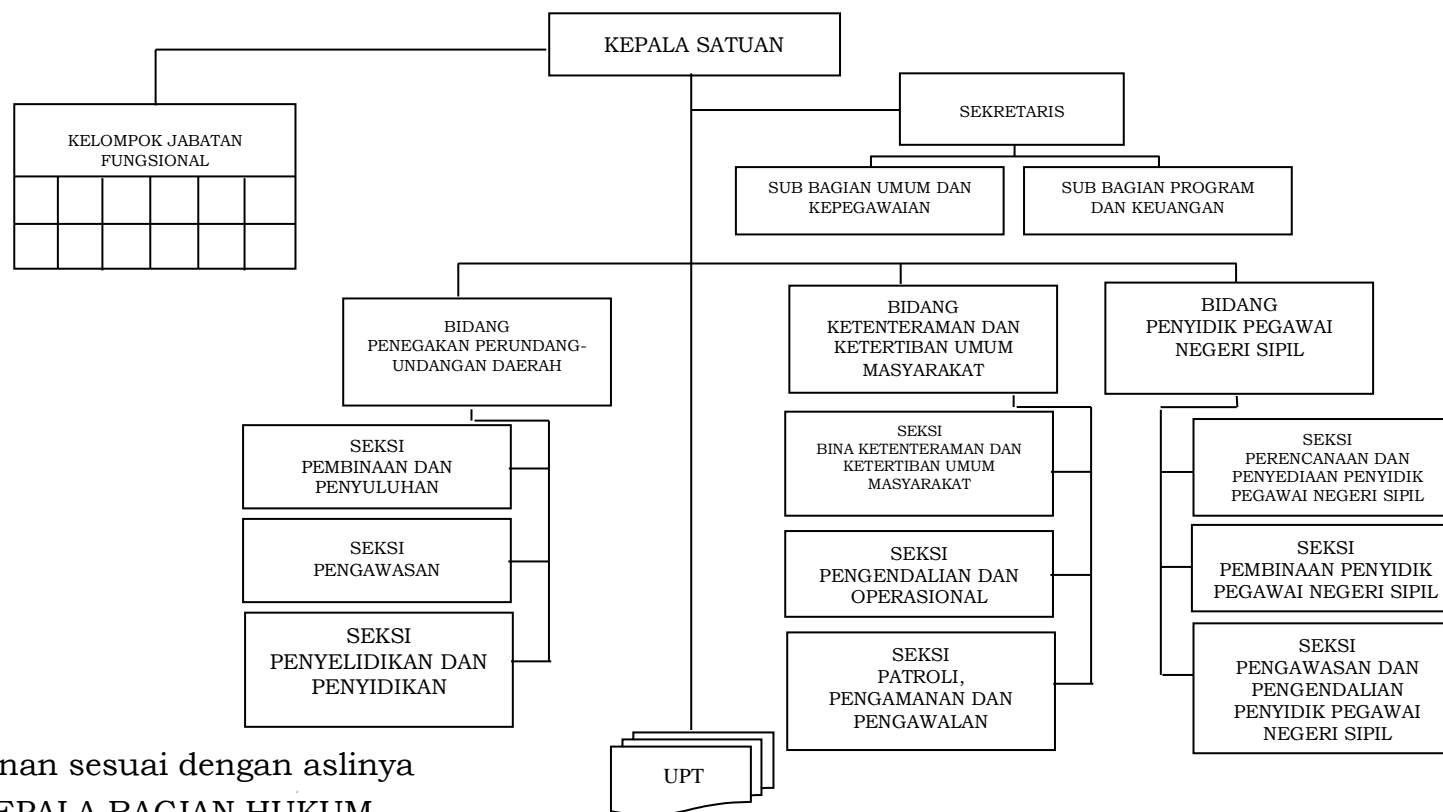 KEPALA SATUAN
SEKRETARIS
KELOMPOK JABATAN
FUNGSIONAL
SUB BAGIAN UMUM DAN
KEPEGAWAIAN
SUB BAGIAN PROGRAM
DAN KEUANGAN
BIDANG
PENEGAKAN PERUNDANG-
UNDANGAN DAERAH
BIDANG
KETENTERAMAN DAN
KETERTIBAN UMUM
MASYARAKAT
BIDANG
PENYIDIK PEGAWAI
NEGERI SIPIL
SEKSI
PEMBINAAN DAN
PENYULUHAN
SEKSI
PENGAWASAN
SEKSI
PENYELIDIKAN DAN
PENYIDIKAN
SEKSI
BINA KETENTERAMAN DAN
KETERTIBAN UMUM
MASYARAKAT
SEKSI
PENGENDALIAN DAN
OPERASIONAL
SEKSI
PATROLI,
PENGAMANAN DAN
PENGAWALAN
SEKSI
PERENCANAAN DAN
PENYEDIAAN PENYIDIK
PEGAWAI NEGERI SIPIL
SEKSI
PEMBINAAN PENYIDIK
PEGAWAI NEGERI SIPIL
SEKSI
PENGAWASAN DAN
PENGENDALIAN
PENYIDIK PEGAWAI
NEGERI SIPIL
UPT
nan sesuai dengan aslinya
EPALA BAGIAN HUKUM